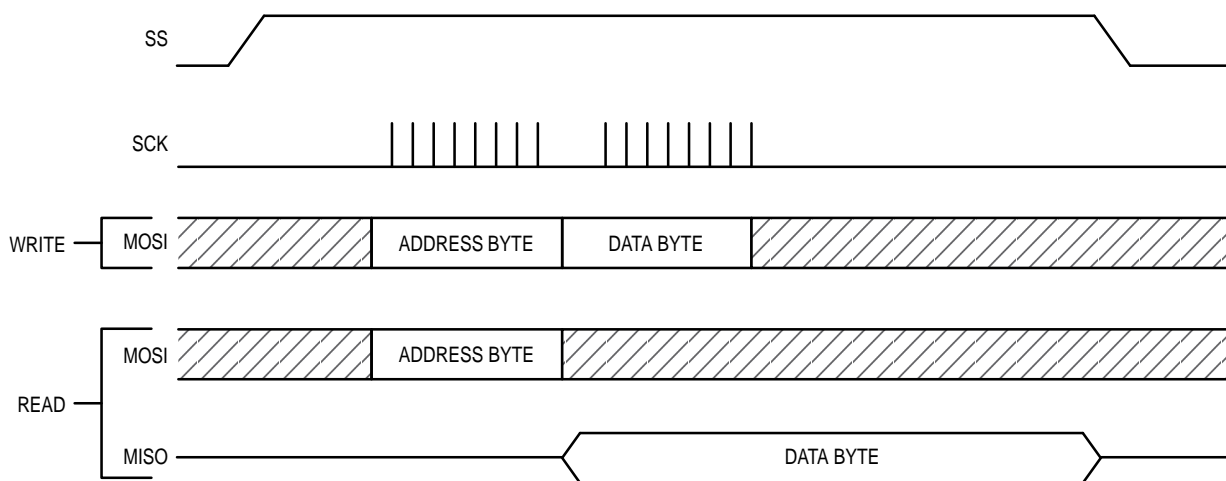 SS
SCK
WRITE
MOSI
ADDRESS BYTE
DATA BYTE
READ
MOSI
ADDRESS BYTE
MISO
DATA BYTE